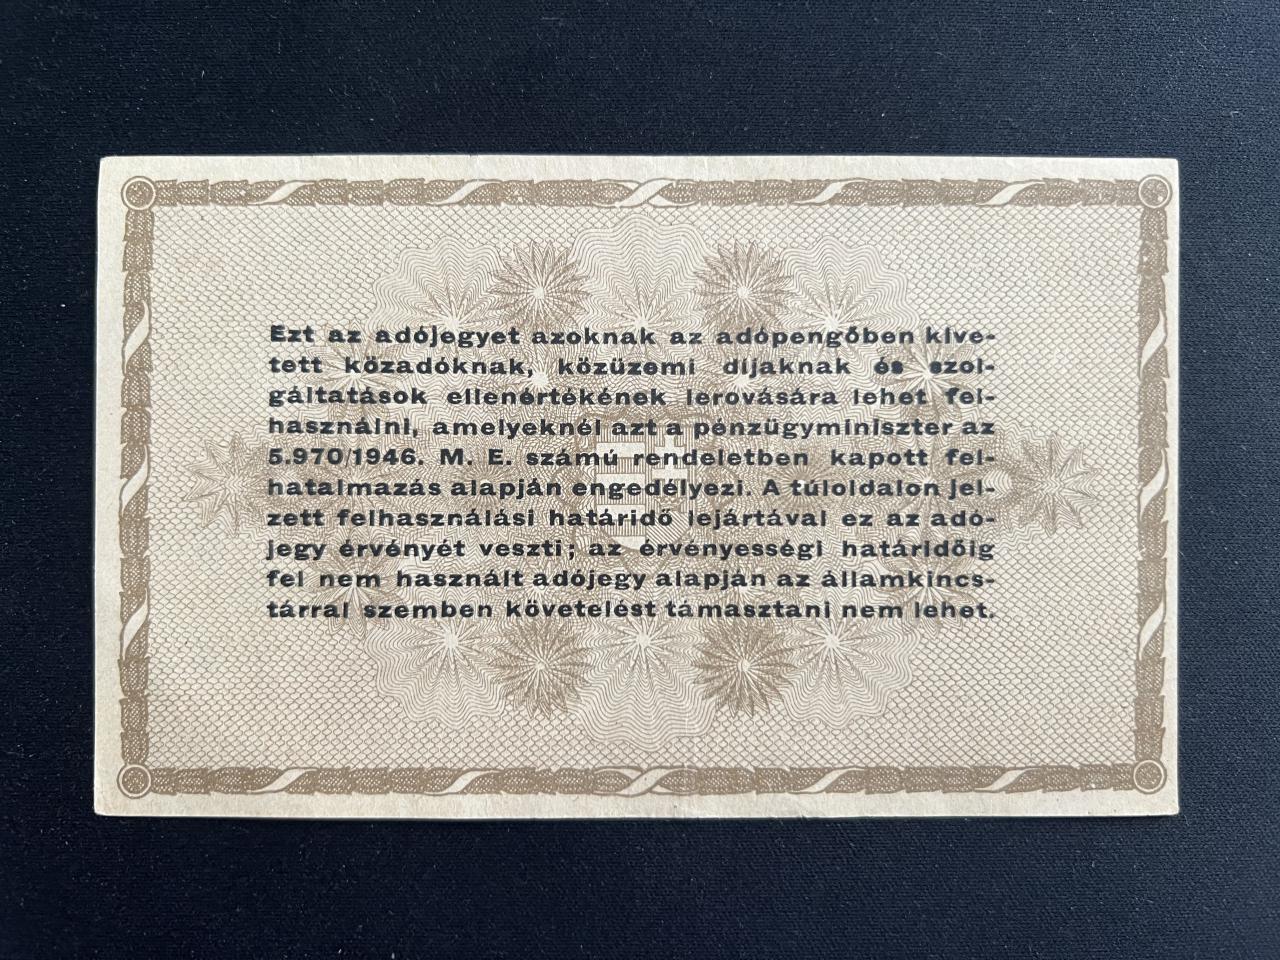 Ezt az adójegyet azoknak az adópengőben kive-
tett közadóknak, közüzemi díjaknak és szol-
gáltatások ellenértékének lerovására lehet fel-
használni, amelyeknél azt a pénzügyminiszter az
5.970/1946. M. E. számú rendeletben kapott fel-
hatalmazás alapján engedélyezi. A túloldalon jel-
zett felhasználási határidő lejártával ez az adó-
jegy érvényét veszti; az érvényességi határidőig
fel nem használt adójegy alapján az államkincs-
tárral szemben követelést támasztani nem lehet.